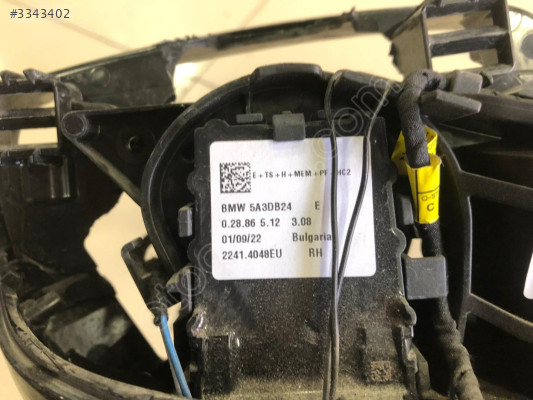 #3343402
E+TS+H+MEM+PF HC2
BMW 5A3DB24 E
0.28.86 5.12 3.08
01/09/22 Bulgaria
2241.4048EU RH
C